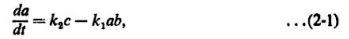 da/dt = k₂c − k₁ab, ...(2-1)